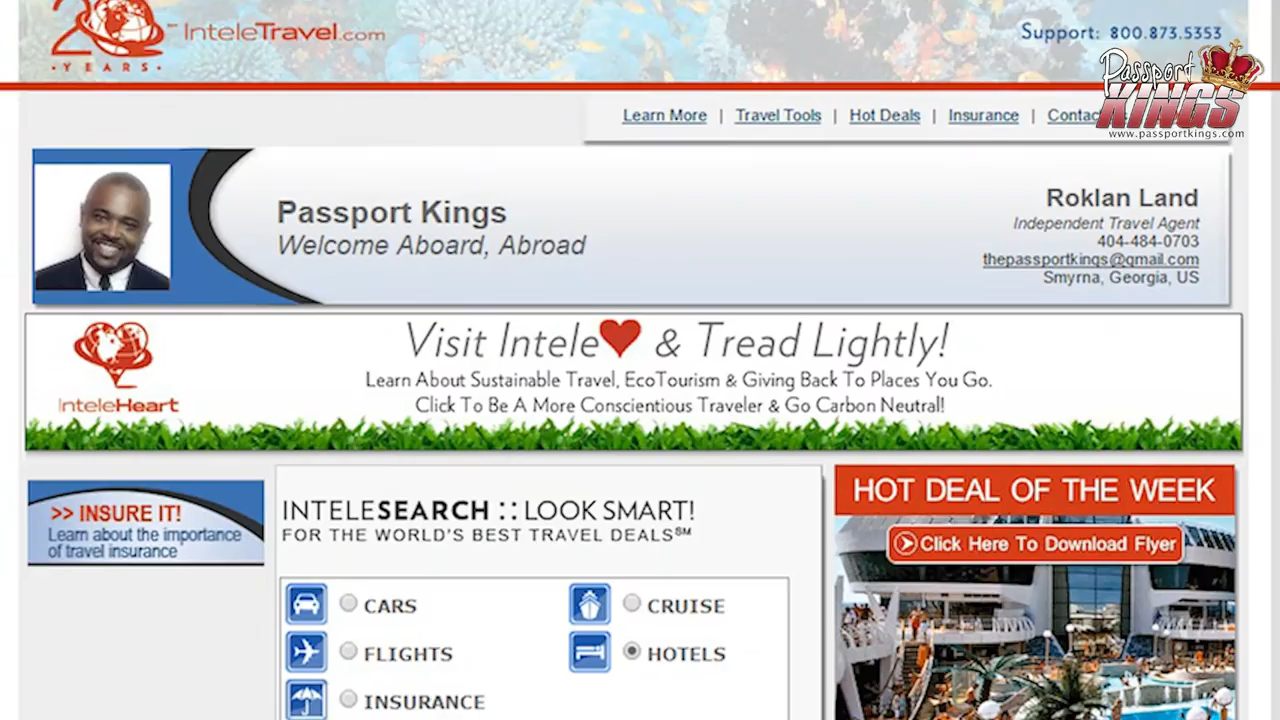 20
YEARS
InteleTravel.com
Support: 800.873.5353
Passport
KINGS
www.passportkings.com
Learn More | Travel Tools | Hot Deals | Insurance | Contact
Passport Kings
Welcome Aboard, Abroad
Roklan Land
Independent Travel Agent
404-484-0703
thepassportkings@gmail.com
Smyrna, Georgia, US
InteleHeart
Visit Intele & Tread Lightly!
Learn About Sustainable Travel, EcoTourism & Giving Back To Places You Go.
Click To Be A More Conscientious Traveler & Go Carbon Neutral!
>> INSURE IT!
Learn about the importance
of travel insurance
INTELESEARCH :: LOOK SMART!
FOR THE WORLD'S BEST TRAVEL DEALS℠
CARS
CRUISE
FLIGHTS
HOTELS
INSURANCE
HOT DEAL OF THE WEEK
Click Here To Download Flyer